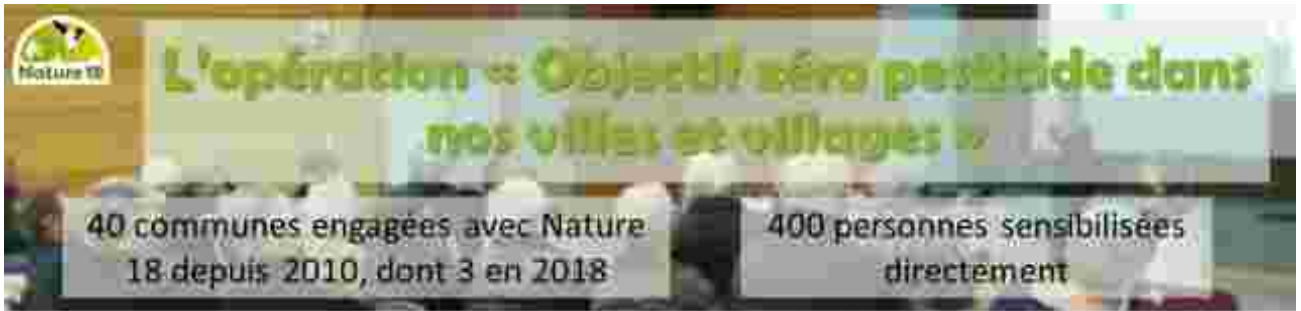 Nature 18
L'opération « Objectif zéro pesticide dans
nos villes et villages »
40 communes engagées avec Nature
18 depuis 2010, dont 3 en 2018
400 personnes sensibilisées
directement